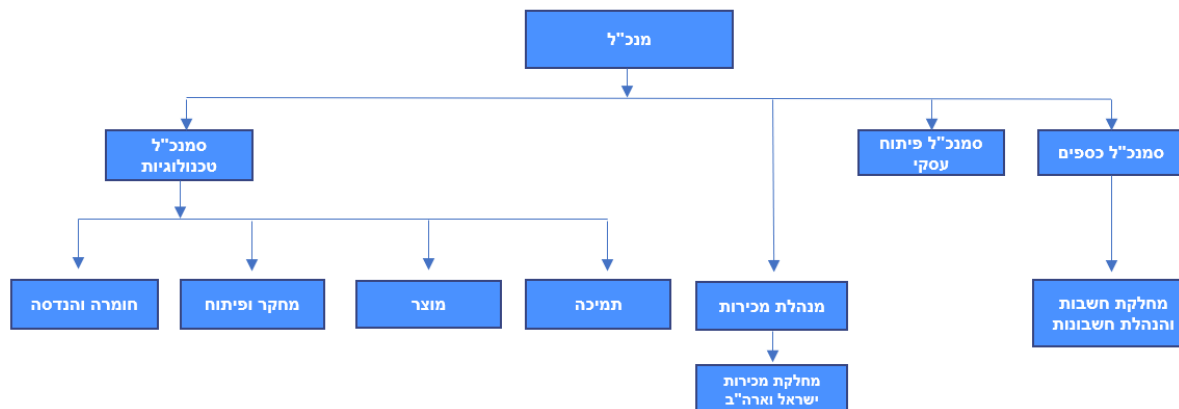 מנכ"ל
סמנכ"ל כספים
סמנכ"ל פיתוח
עסקי
סמנכ"ל
טכנולוגיות
מחלקת חשבות
והנהלת חשבונות
מנהלת מכירות
תמיכה
מוצר
מחקר ופיתוח
חומרה והנדסה
מחלקת מכירות
ישראל וארה"ב